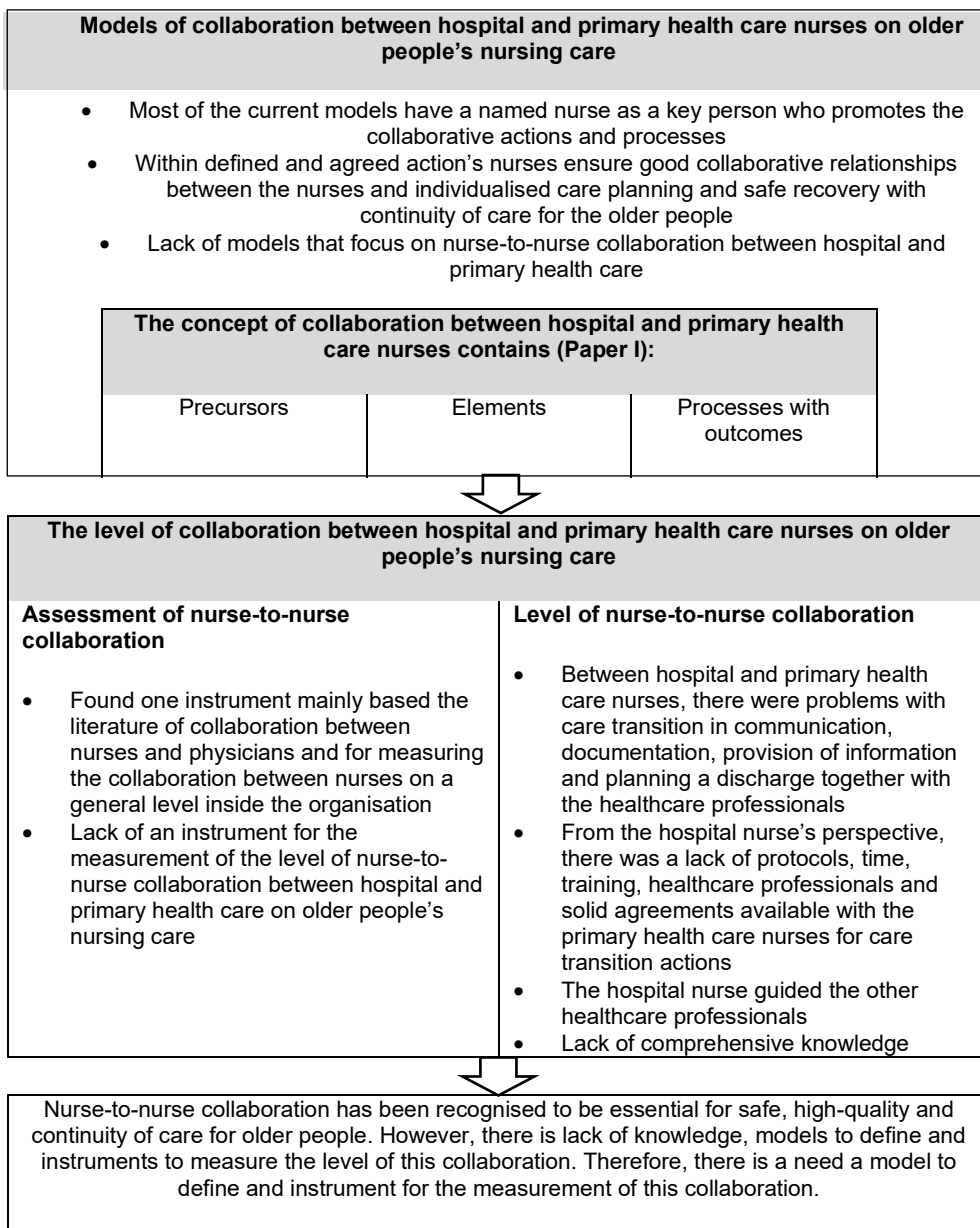 Models of collaboration between hospital and primary health care nurses on older
people's nursing care
• Most of the current models have a named nurse as a key person who promotes the
collaborative actions and processes
• Within defined and agreed action's nurses ensure good collaborative relationships
between the nurses and individualised care planning and safe recovery with
continuity of care for the older people
• Lack of models that focus on nurse-to-nurse collaboration between hospital and
primary health care
The concept of collaboration between hospital and primary health
care nurses contains (Paper I):
Precursors
Elements
Processes with
outcomes
The level of collaboration between hospital and primary health care nurses on older
people's nursing care
Assessment of nurse-to-nurse
collaboration
• Found one instrument mainly based the
literature of collaboration between
nurses and physicians and for measuring
the collaboration between nurses on a
general level inside the organisation
• Lack of an instrument for the
measurement of the level of nurse-to-
nurse collaboration between hospital and
primary health care on older people's
nursing care
Level of nurse-to-nurse collaboration
• Between hospital and primary health
care nurses, there were problems with
care transition in communication,
documentation, provision of information
and planning a discharge together with
the healthcare professionals
• From the hospital nurse's perspective,
there was a lack of protocols, time,
training, healthcare professionals and
solid agreements available with the
primary health care nurses for care
transition actions
• The hospital nurse guided the other
healthcare professionals
• Lack of comprehensive knowledge
Nurse-to-nurse collaboration has been recognised to be essential for safe, high-quality and
continuity of care for older people. However, there is lack of knowledge, models to define and
instruments to measure the level of this collaboration. Therefore, there is a need a model to
define and instrument for the measurement of this collaboration.